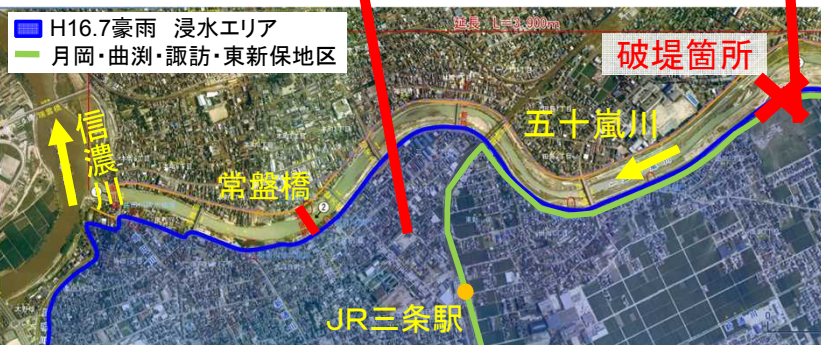 H16.7豪雨 浸水エリア
月岡・曲渕・諏訪・東新保地区
延長 L=3,900m
破堤箇所
五十嵐川
信濃川
常盤橋
②
JR三条駅